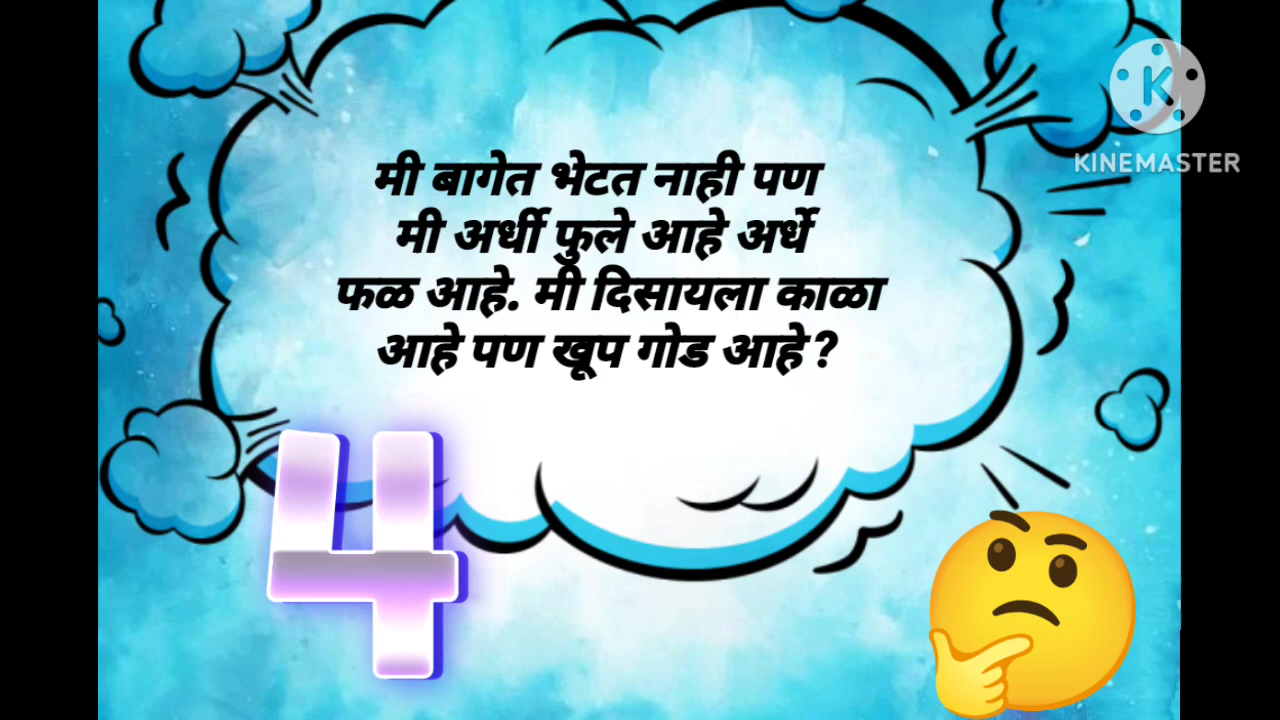 मी बागेत भेटत नाही पण
मी अर्धी फुले आहे अर्धे
फळ आहे. मी दिसायला काळा
आहे पण खूप गोड आहे?
4
K
KINEMASTER